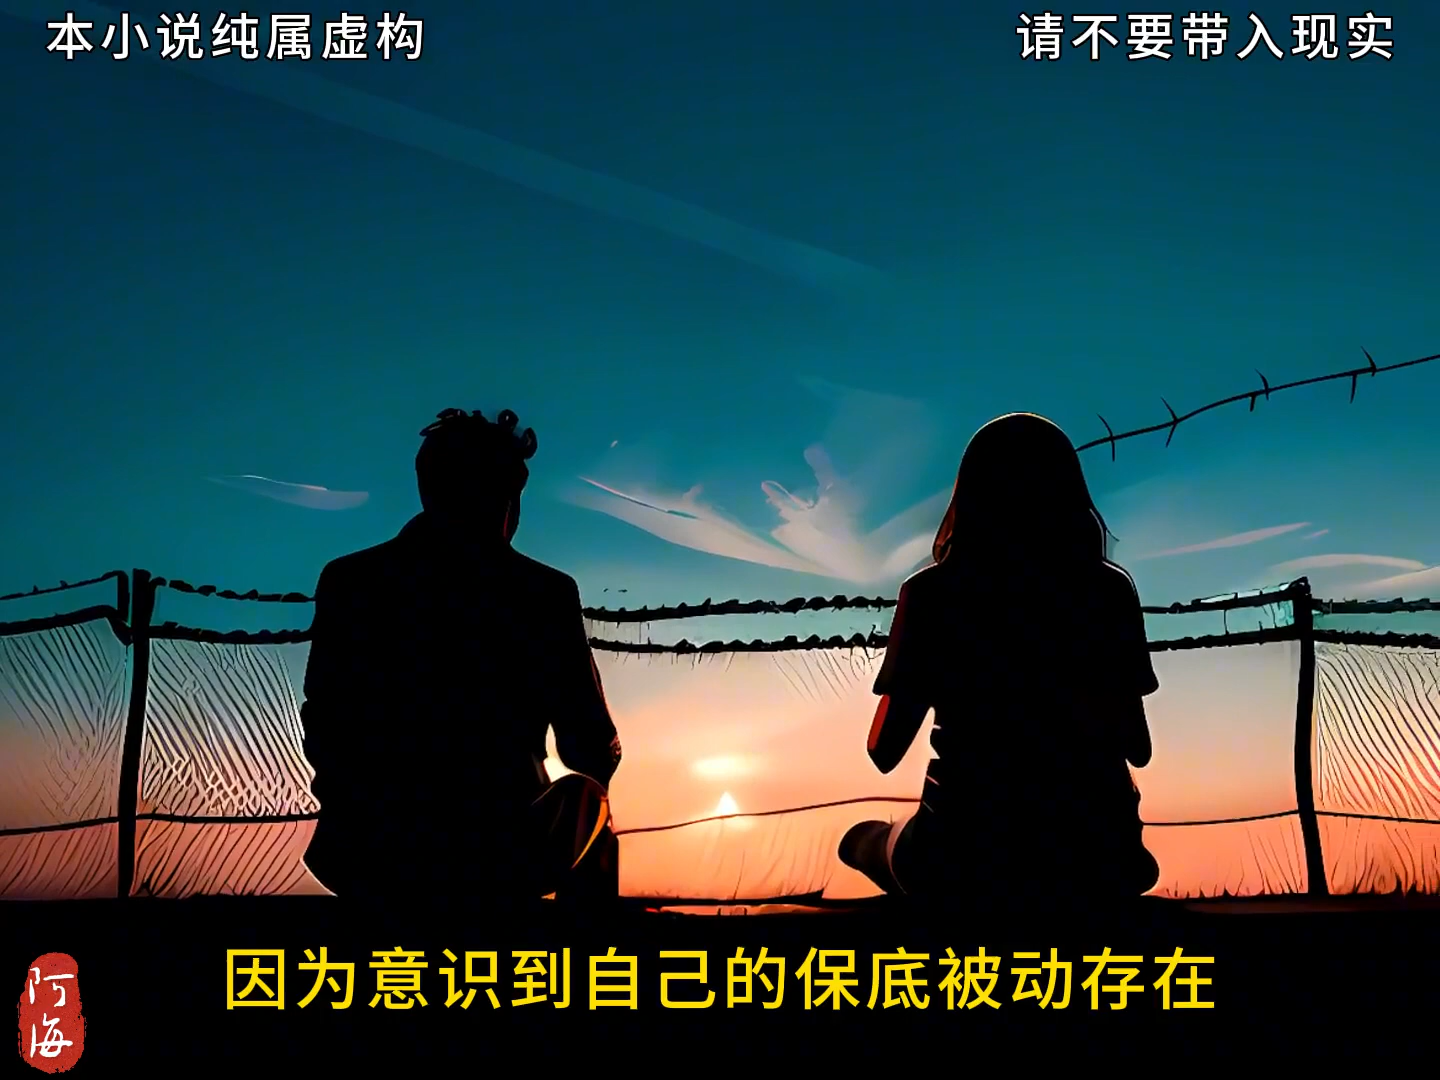 本小说纯属虚构
请不要带入现实
因为意识到自己的保底被动存在
阿
海